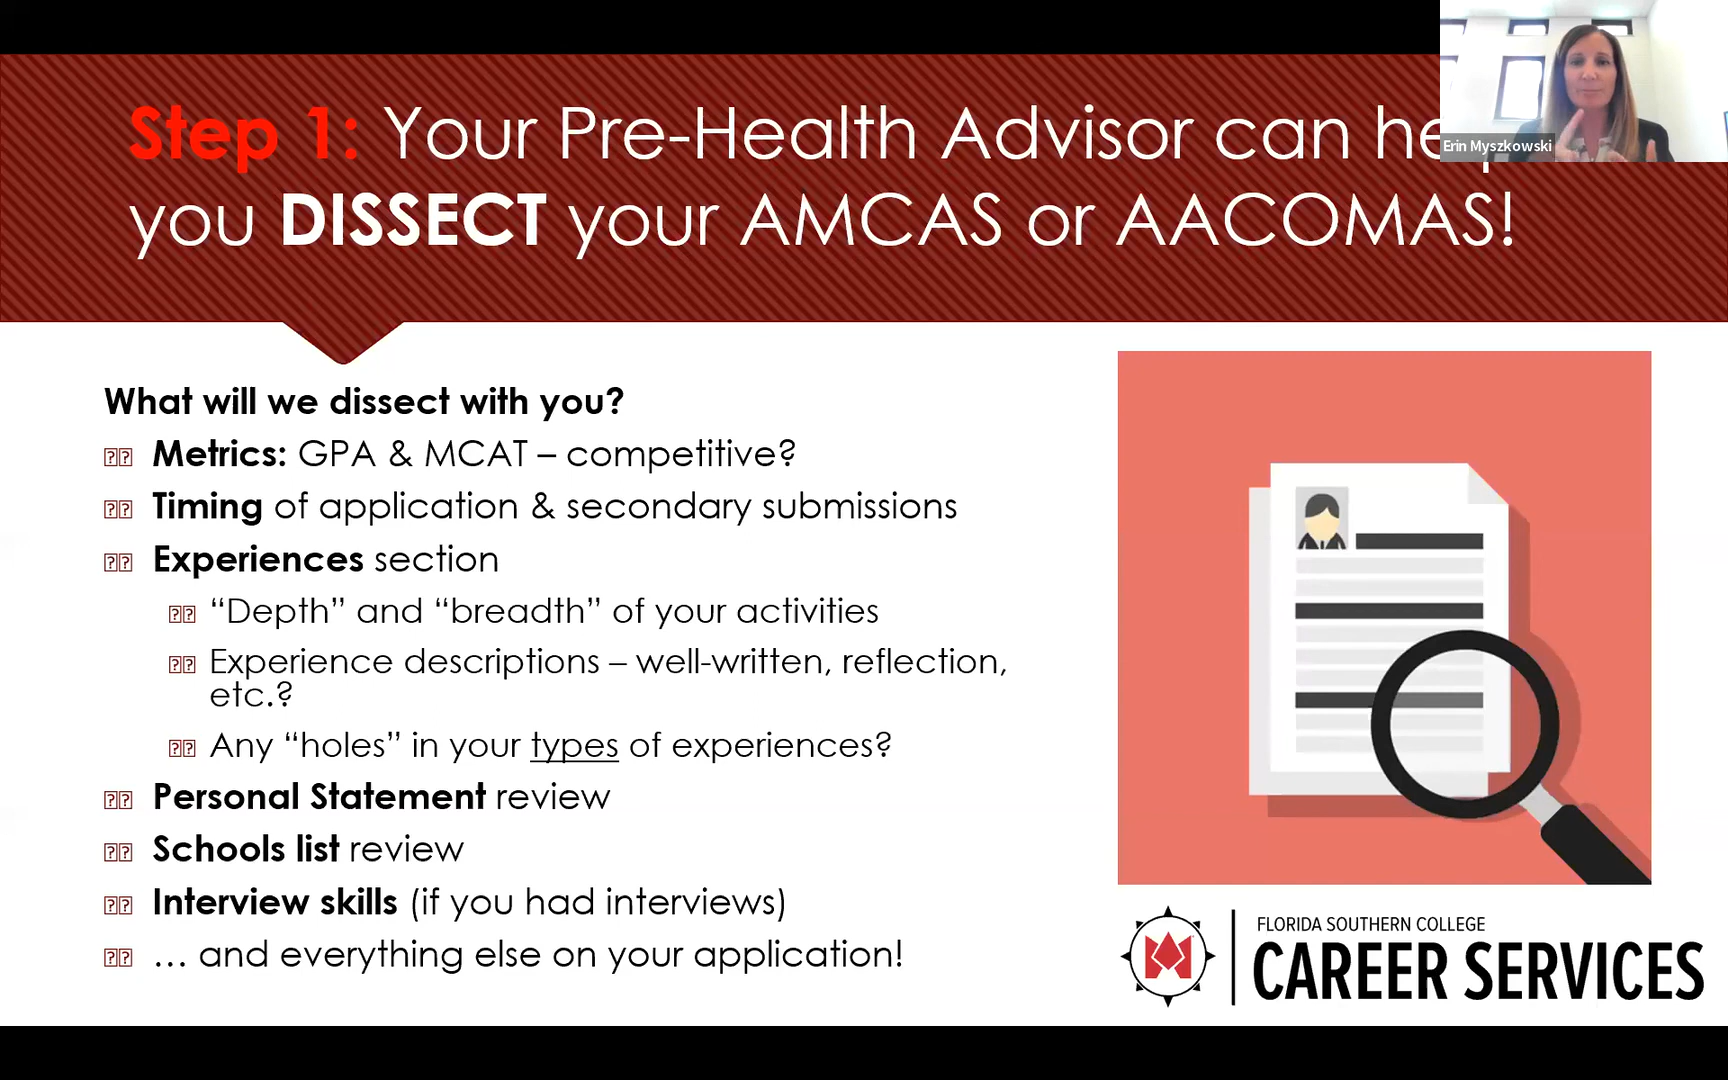 Step 1: Your Pre-Health Advisor can help
you DISSECT your AMCAS or AACOMAS!
Erin Myszkowski
What will we dissect with you?
Metrics: GPA & MCAT – competitive?
Timing of application & secondary submissions
Experiences section
“Depth” and “breadth” of your activities
Experience descriptions – well-written, reflection,
etc.?
Any “holes” in your types of experiences?
Personal Statement review
Schools list review
Interview skills (if you had interviews)
… and everything else on your application!
FLORIDA SOUTHERN COLLEGE
CAREER SERVICES